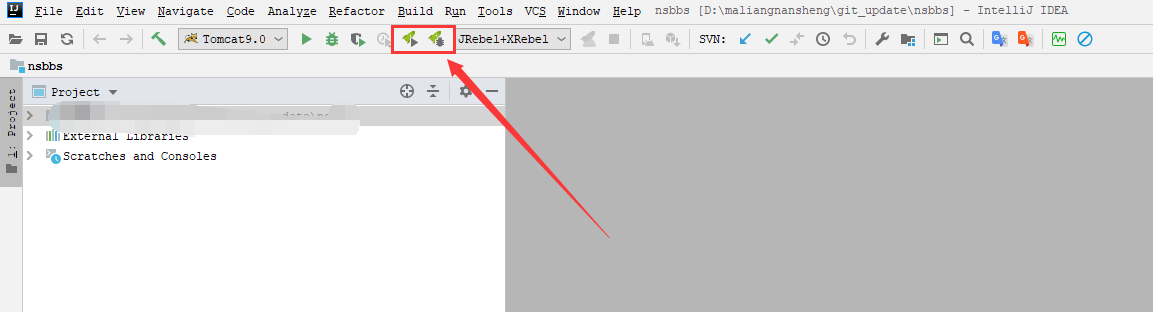 IJ File Edit View Navigate Code Analyze Refactor Build Run Tools VCS Window Help nsbbs [D:\maliangnansheng\git_update\nsbbs] - IntelliJ IDEA
Tomcat9.0 JRebel+XRebel SVN:
nsbbs
1: Project
Project
External Libraries
Scratches and Consoles